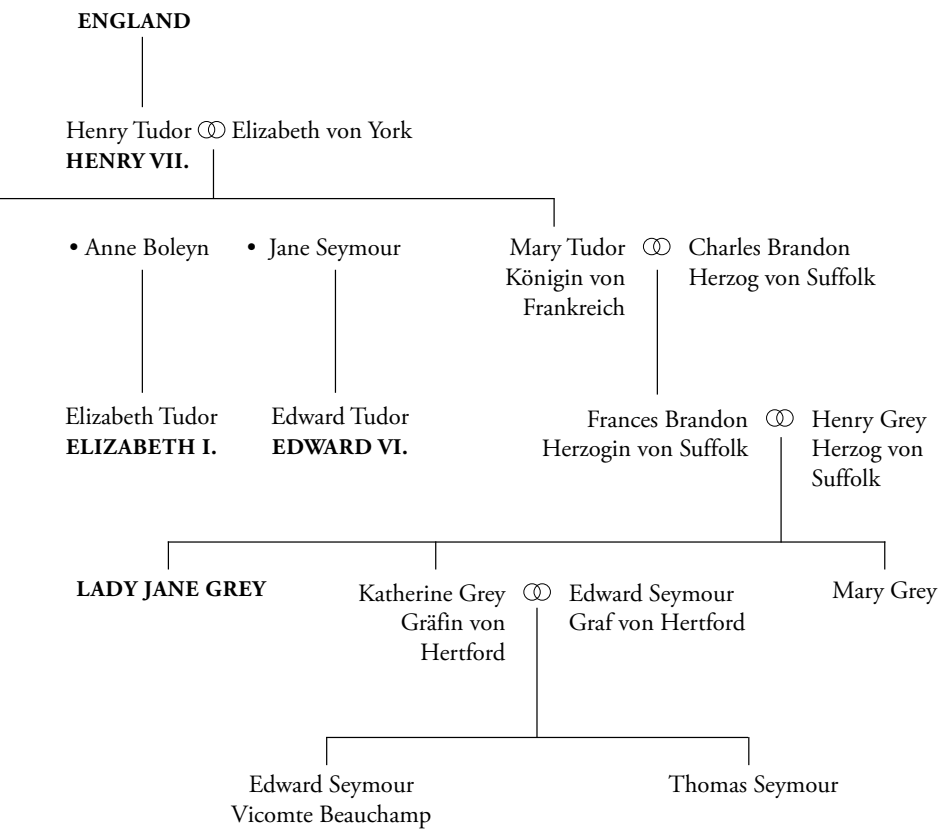 ENGLAND
Henry Tudor ⚭ Elizabeth von York
HENRY VII.
• Anne Boleyn
• Jane Seymour
Mary Tudor ⚭ Charles Brandon
Königin von Herzog von Suffolk
Frankreich
Elizabeth Tudor
ELIZABETH I.
Edward Tudor
EDWARD VI.
Frances Brandon ⚭ Henry Grey
Herzogin von Suffolk Herzog von
Suffolk
LADY JANE GREY
Katherine Grey ⚭ Edward Seymour
Gräfin von Graf von Hertford
Hertford
Mary Grey
Edward Seymour
Vicomte Beauchamp
Thomas Seymour